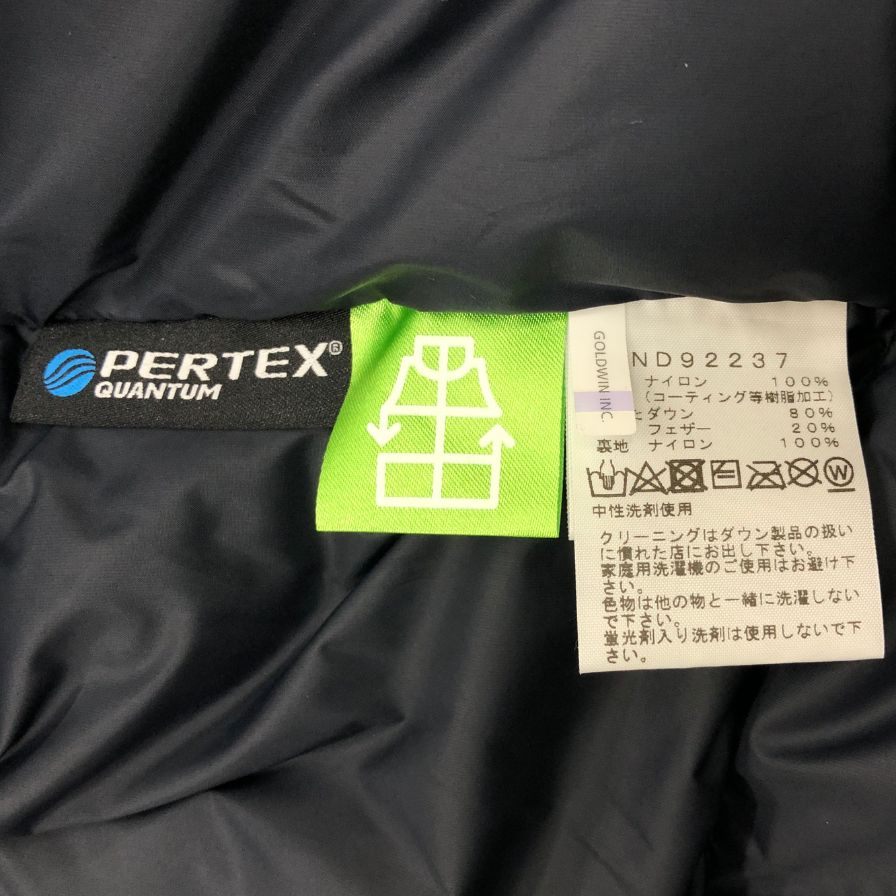 PERTEX®
QUANTUM
GOLDWIN INC.
ND92237
ナイロン 100%
(コーティング等樹脂加工)
たダウン 80%
フェザー 20%
裏地 ナイロン 100%
W
中性洗剤使用
クリーニングはダウン製品の扱い
に慣れた店にお出し下さい。
家庭用洗濯機のご使用はお避け下
さい。
色物は他の物と一緒に洗濯しない
で下さい。
蛍光剤入り洗剤は使用しないで下
さい。